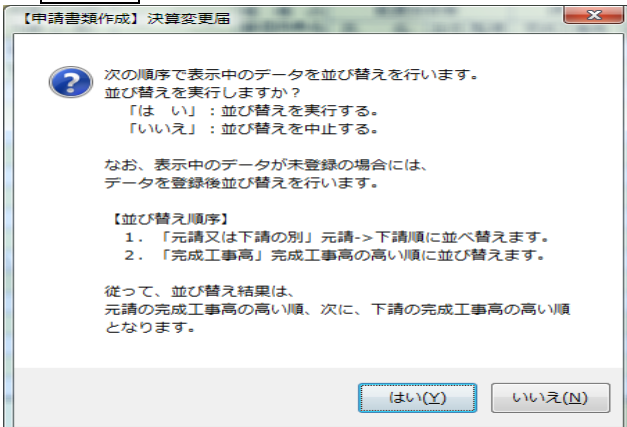 【申請書類作成】決算変更届
次の順序で表示中のデータを並び替えを行います。
並び替えを実行しますか？
「は　い」：並び替えを実行する。
「いいえ」：並び替えを中止する。
なお、表示中のデータが未登録の場合には、
データを登録後並び替えを行います。
【並び替え順序】
１．「元請又は下請の別」元請->下請順に並べ替えます。
２．「完成工事高」完成工事高の高い順に並び替えます。
従って、並び替え結果は、
元請の完成工事高の高い順、次に、下請の完成工事高の高い順
となります。
はい(Y)
いいえ(N)